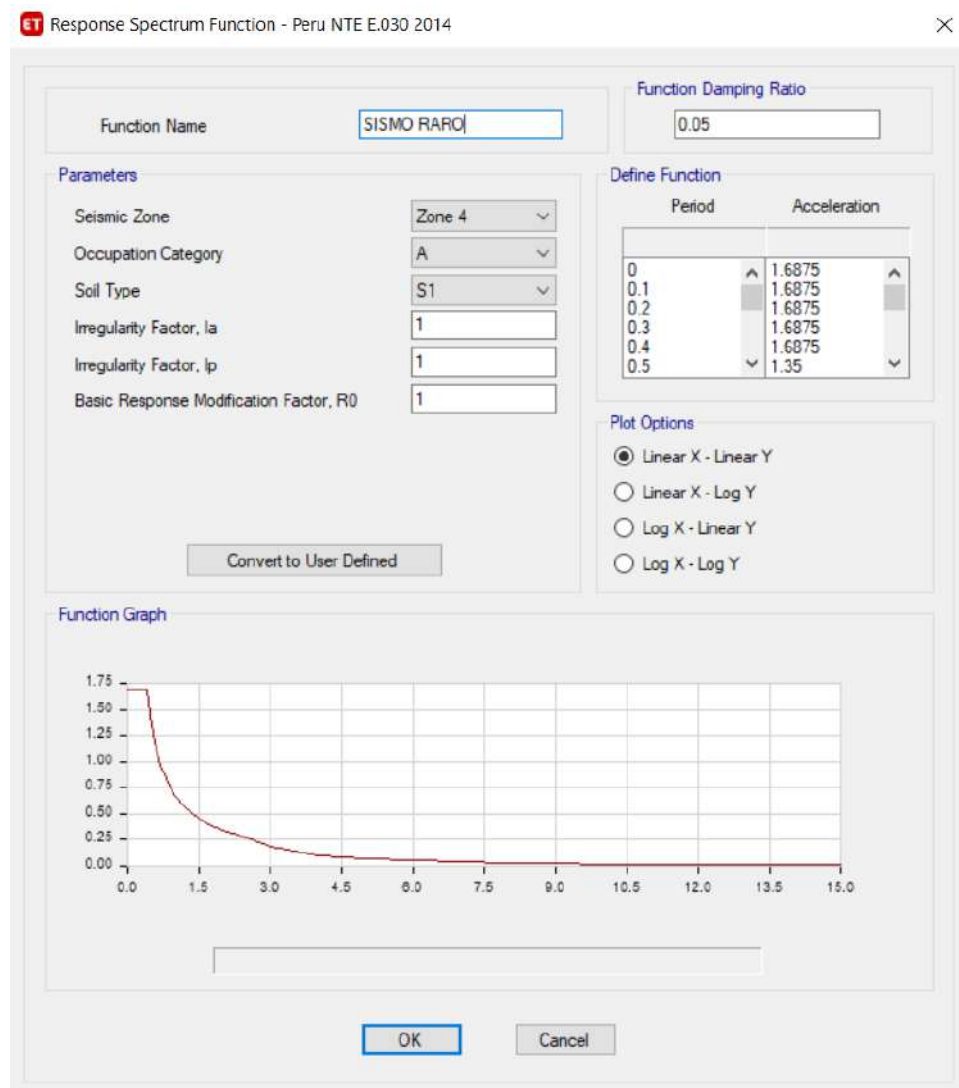 ET Response Spectrum Function - Peru NTE E.030 2014
Function Name SISMO RARO
Function Damping Ratio
0.05
Parameters
Seismic Zone Zone 4
Occupation Category A
Soil Type S1
Irregularity Factor, Ia 1
Irregularity Factor, Ip 1
Basic Response Modification Factor, R0 1
Convert to User Defined
Define Function
Period Acceleration
0 1.6875
0.1 1.6875
0.2 1.6875
0.3 1.6875
0.4 1.6875
0.5 1.35
Plot Options
Linear X - Linear Y
Linear X - Log Y
Log X - Linear Y
Log X - Log Y
Function Graph
1.75
1.50
1.25
1.00
0.75
0.50
0.25
0.00
0.0 1.5 3.0 4.5 6.0 7.5 9.0 10.5 12.0 13.5 15.0
OK Cancel